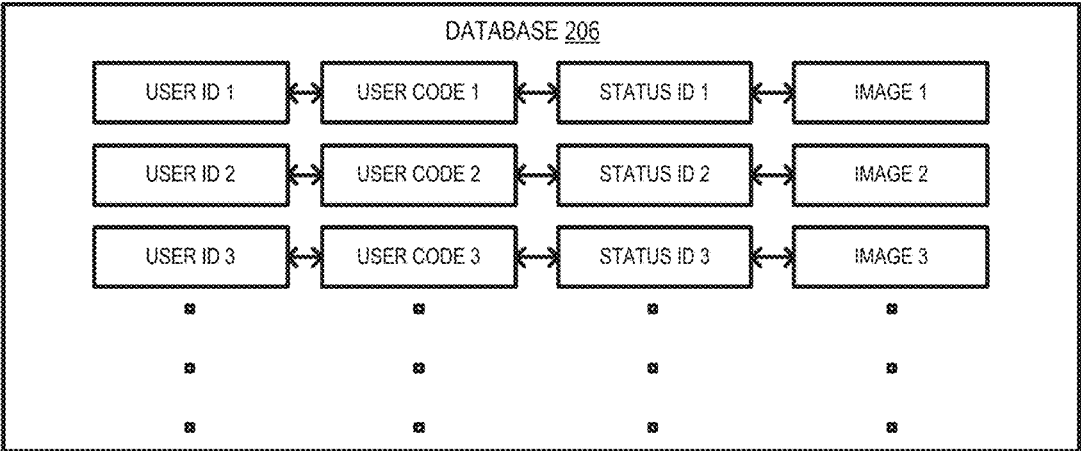 DATABASE 206
USER ID 1 USER CODE 1 STATUS ID 1 IMAGE 1
USER ID 2 USER CODE 2 STATUS ID 2 IMAGE 2
USER ID 3 USER CODE 3 STATUS ID 3 IMAGE 3